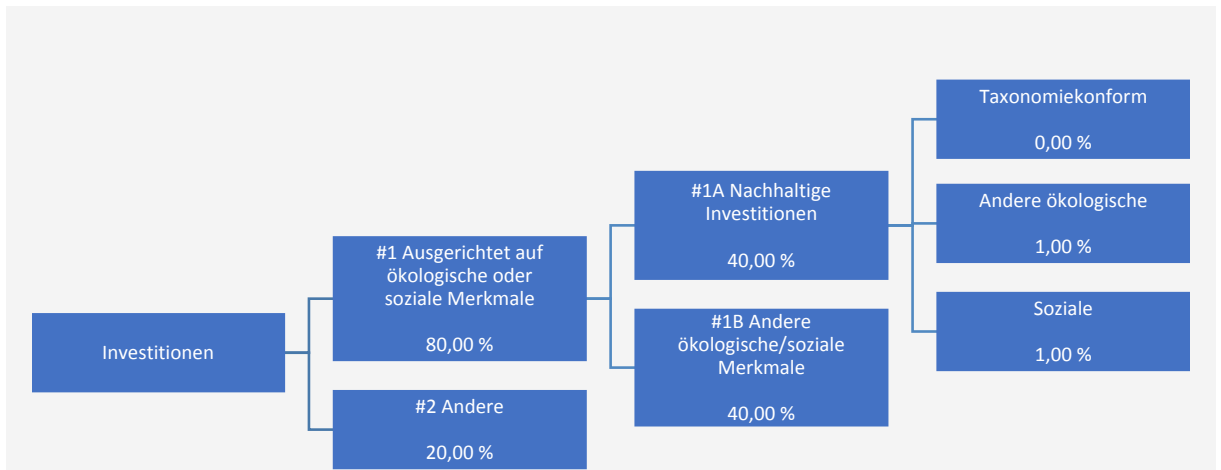 Investitionen
#1 Ausgerichtet auf
ökologische oder
soziale Merkmale
80,00 %
#2 Andere
20,00 %
#1A Nachhaltige
Investitionen
40,00 %
#1B Andere
ökologische/soziale
Merkmale
40,00 %
Taxonomiekonform
0,00 %
Andere ökologische
1,00 %
Soziale
1,00 %